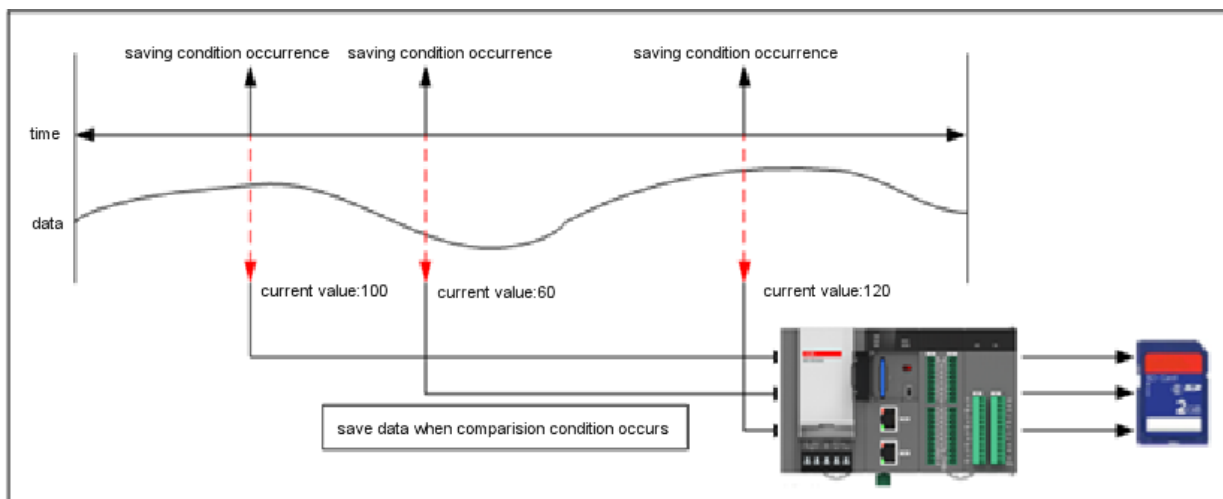 saving condition occurrence
saving condition occurrence
saving condition occurrence
time
data
current value:100
current value:60
current value:120
save data when comparision condition occurs
2